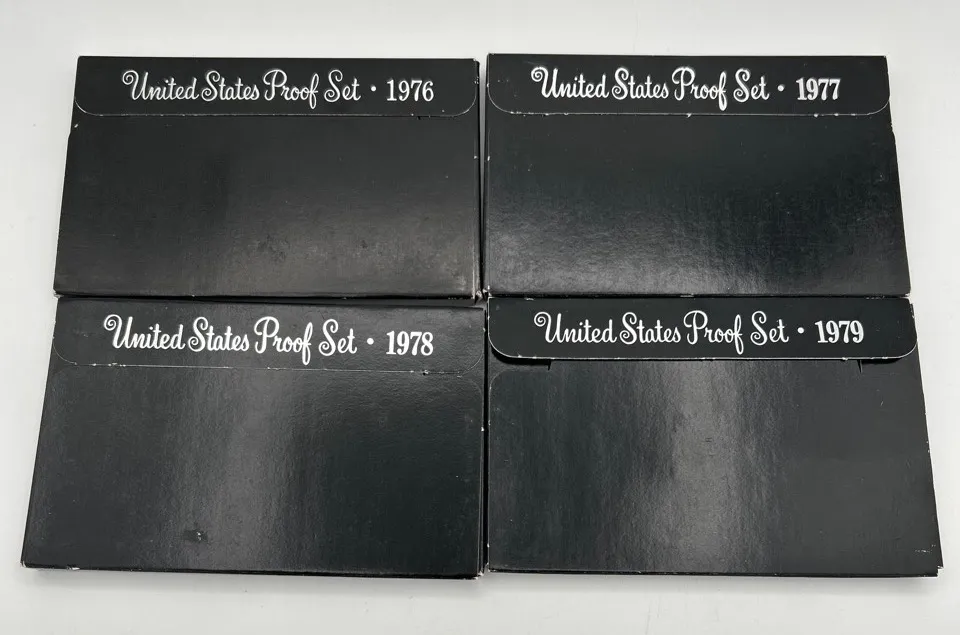 United States Proof Set • 1976
United States Proof Set • 1977
United States Proof Set • 1978
United States Proof Set • 1979